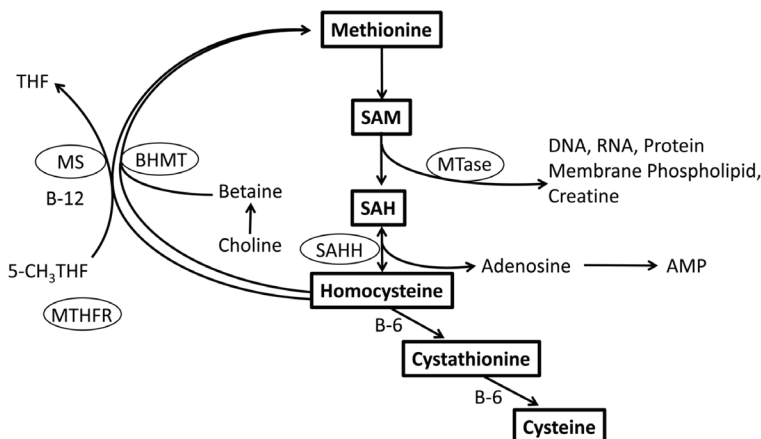 Methionine
THF
SAM
DNA, RNA, Protein
Membrane Phospholipid,
Creatine
MS
BHMT
MTase
B-12
Betaine
SAH
Choline
SAHH
5-CH₃THF
Adenosine
AMP
Homocysteine
MTHFR
B-6
Cystathionine
B-6
Cysteine